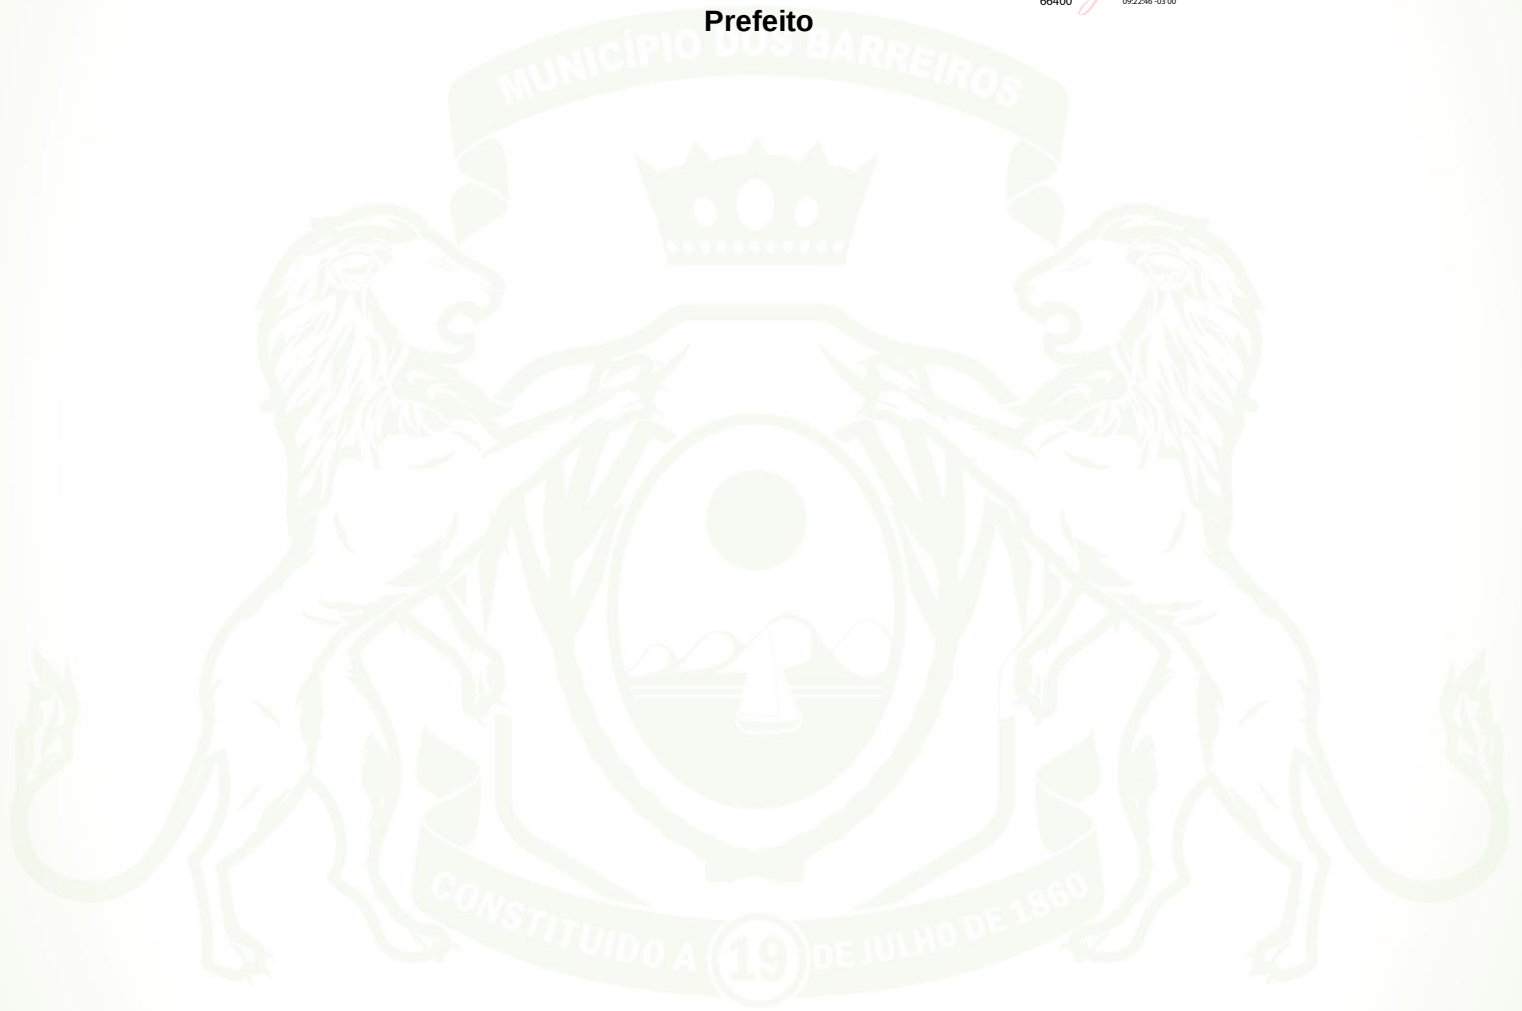 66400
09:22:46 -03'00'
Prefeito
MUNICÍPIO DOS BARREIROS
CONSTITUIDO A 19 DE JULHO DE 1860